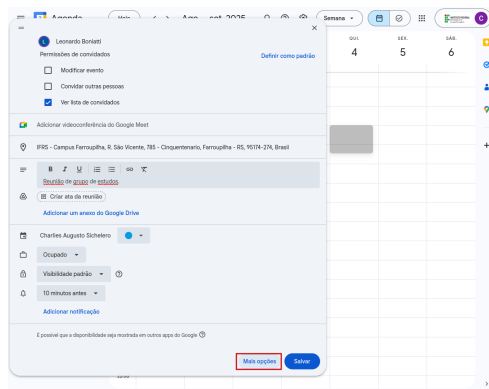 Agenda
Hoje
Ago. – set. 2025
Semana
Leonardo Boniatti
Permissões de convidados
Definir como padrão
Modificar evento
Convidar outras pessoas
Ver lista de convidados
Adicionar videoconferência do Google Meet
IFRS - Campus Farroupilha, R. São Vicente, 785 - Cinquentenario, Farroupilha - RS, 95174-274, Brasil
B I U
Reunião de grupo de estudos.
Criar ata da reunião
Adicionar um anexo do Google Drive
Charlles Augusto Sichelero
Ocupado
Visibilidade padrão
10 minutos antes
Adicionar notificação
É possível que a disponibilidade seja mostrada em outros apps do Google
Mais opções
Salvar
QUI.
SEX.
SÁB.
4
5
6